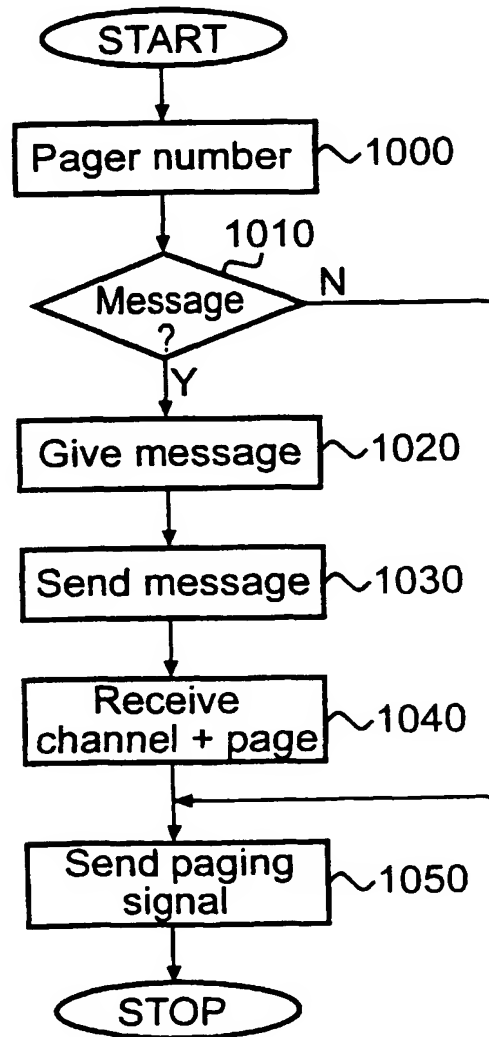 START
Pager number
1000
1010
Message
?
N
Y
Give message
1020
Send message
1030
Receive
channel + page
1040
Send paging
signal
1050
STOP